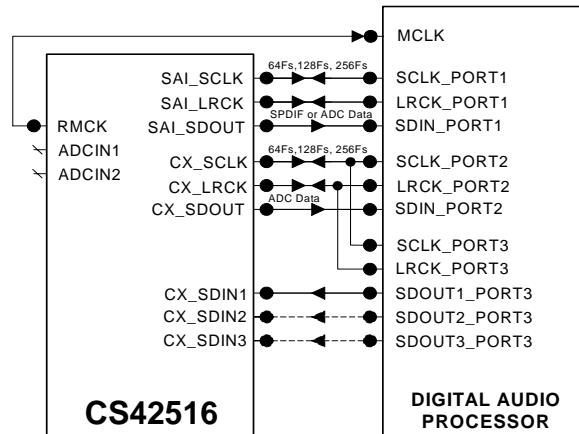 MCLK
64Fs,128Fs, 256Fs
SAI_SCLK
SCLK_PORT1
SAI_LRCK
LRCK_PORT1
SPDIF or ADC Data
RMCK
SAI_SDOUT
SDIN_PORT1
ADCIN1
64Fs,128Fs, 256Fs
CX_SCLK
SCLK_PORT2
ADCIN2
CX_LRCK
LRCK_PORT2
ADC Data
CX_SDOUT
SDIN_PORT2
SCLK_PORT3
LRCK_PORT3
CX_SDIN1
SDOUT1_PORT3
CX_SDIN2
SDOUT2_PORT3
CX_SDIN3
SDOUT3_PORT3
CS42516
DIGITAL AUDIO
PROCESSOR